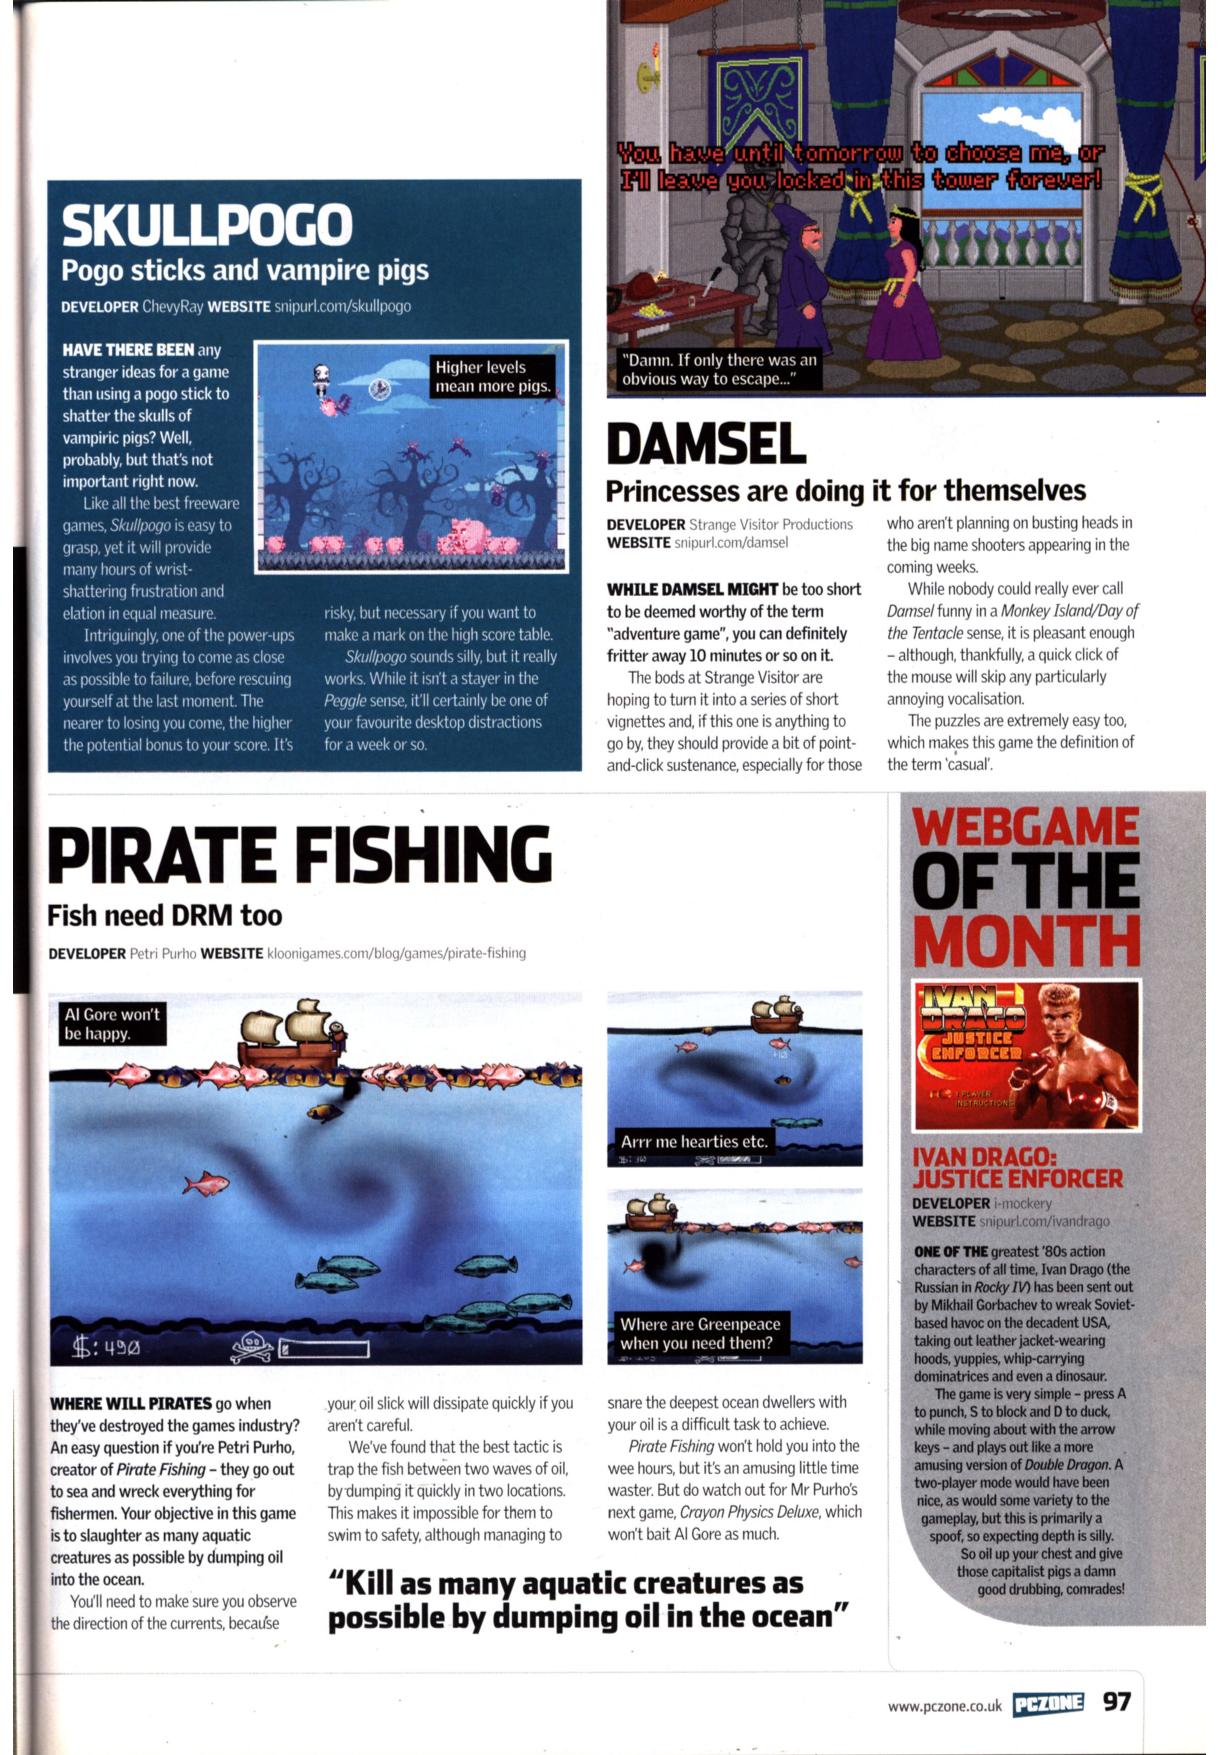 SKULLPOGO
Pogo sticks and vampire pigs
DEVELOPER ChevyRay WEBSITE snipurl.com/skullpogo
HAVE THERE BEEN any
stranger ideas for a game
than using a pogo stick to
shatter the skulls of
vampiric pigs? Well,
probably, but that's not
important right now.
Like all the best freeware
games, Skullpogo is easy to
grasp, yet it will provide
many hours of wrist-
shattering frustration and
elation in equal measure.
Intriguingly, one of the power-ups
involves you trying to come as close
as possible to failure, before rescuing
yourself at the last moment. The
nearer to losing you come, the higher
the potential bonus to your score. It's
Higher levels
mean more pigs.
risky, but necessary if you want to
make a mark on the high score table.
Skullpogo sounds silly, but it really
works. While it isn't a stayer in the
Peggle sense, it'll certainly be one of
your favourite desktop distractions
for a week or so.
You have until tomorrow to choose me, or
I'll leave you locked in this tower forever!
"Damn. If only there was an
obvious way to escape..."
DAMSEL
Princesses are doing it for themselves
DEVELOPER Strange Visitor Productions
WEBSITE snipurl.com/damsel
WHILE DAMSEL MIGHT be too short
to be deemed worthy of the term
"adventure game", you can definitely
fritter away 10 minutes or so on it.
The bods at Strange Visitor are
hoping to turn it into a series of short
vignettes and, if this one is anything to
go by, they should provide a bit of point-
and-click sustenance, especially for those
who aren't planning on busting heads in
the big name shooters appearing in the
coming weeks.
While nobody could really ever call
Damsel funny in a Monkey Island/Day of
the Tentacle sense, it is pleasant enough
– although, thankfully, a quick click of
the mouse will skip any particularly
annoying vocalisation.
The puzzles are extremely easy too,
which makes this game the definition of
the term 'casual'.
PIRATE FISHING
Fish need DRM too
DEVELOPER Petri Purho WEBSITE kloonigames.com/blog/games/pirate-fishing
Al Gore won't
be happy.
$: 490
Arrr me hearties etc.
Where are Greenpeace
when you need them?
WHERE WILL PIRATES go when
they've destroyed the games industry?
An easy question if you're Petri Purho,
creator of Pirate Fishing – they go out
to sea and wreck everything for
fishermen. Your objective in this game
is to slaughter as many aquatic
creatures as possible by dumping oil
into the ocean.
You'll need to make sure you observe
the direction of the currents, because
your oil slick will dissipate quickly if you
aren't careful.
We've found that the best tactic is
trap the fish between two waves of oil,
by dumping it quickly in two locations.
This makes it impossible for them to
swim to safety, although managing to
snare the deepest ocean dwellers with
your oil is a difficult task to achieve.
Pirate Fishing won't hold you into the
wee hours, but it's an amusing little time
waster. But do watch out for Mr Purho's
next game, Crayon Physics Deluxe, which
won't bait Al Gore as much.
"Kill as many aquatic creatures as
possible by dumping oil in the ocean"
WEBGAME
OF THE
MONTH
IVAN
DRAGO
JUSTICE
ENFORCER
1 PLAYER
INSTRUCTIONS
IVAN DRAGO:
JUSTICE ENFORCER
DEVELOPER i-mockery
WEBSITE snipurl.com/ivandrago
ONE OF THE greatest '80s action
characters of all time, Ivan Drago (the
Russian in Rocky IV) has been sent out
by Mikhail Gorbachev to wreak Soviet-
based havoc on the decadent USA,
taking out leather jacket-wearing
hoods, yuppies, whip-carrying
dominatrices and even a dinosaur.
The game is very simple – press A
to punch, S to block and D to duck,
while moving about with the arrow
keys – and plays out like a more
amusing version of Double Dragon. A
two-player mode would have been
nice, as would some variety to the
gameplay, but this is primarily a
spoof, so expecting depth is silly.
So oil up your chest and give
those capitalist pigs a damn
good drubbing, comrades!
www.pczone.co.uk PCZONE 97